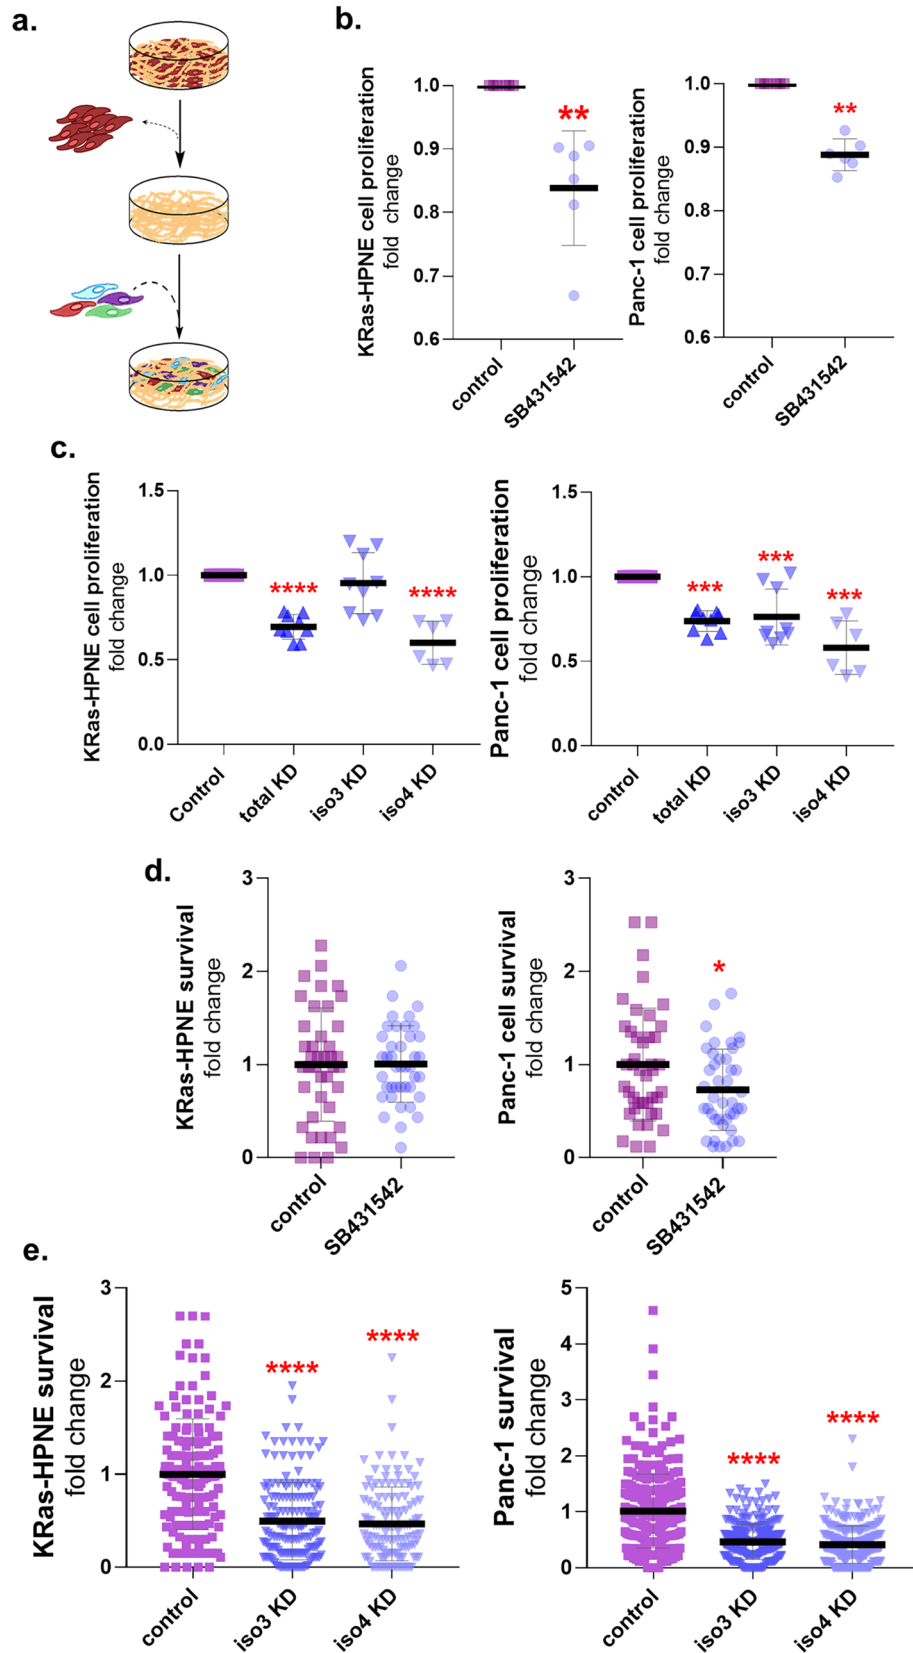 a.
b.
KRas-HPNE cell proliferation
fold change
1.0
0.9
0.8
0.7
0.6
**
control
SB431542
Panc-1 cell proliferation
fold change
1.0
0.9
0.8
0.7
0.6
**
control
SB431542
c.
KRas-HPNE cell proliferation
fold change
1.5
1.0
0.5
0.0
****
****
Control
total KD
iso3 KD
iso4 KD
Panc-1 cell proliferation
fold change
1.5
1.0
0.5
0.0
***
***
***
control
total KD
iso3 KD
iso4 KD
d.
KRas-HPNE survival
fold change
3
2
1
0
control
SB431542
Panc-1 cell survival
fold change
3
2
1
0
*
control
SB431542
e.
KRas-HPNE survival
fold change
3
2
1
0
****
****
control
iso3 KD
iso4 KD
Panc-1 survival
fold change
5
4
3
2
1
0
****
****
control
iso3 KD
iso4 KD